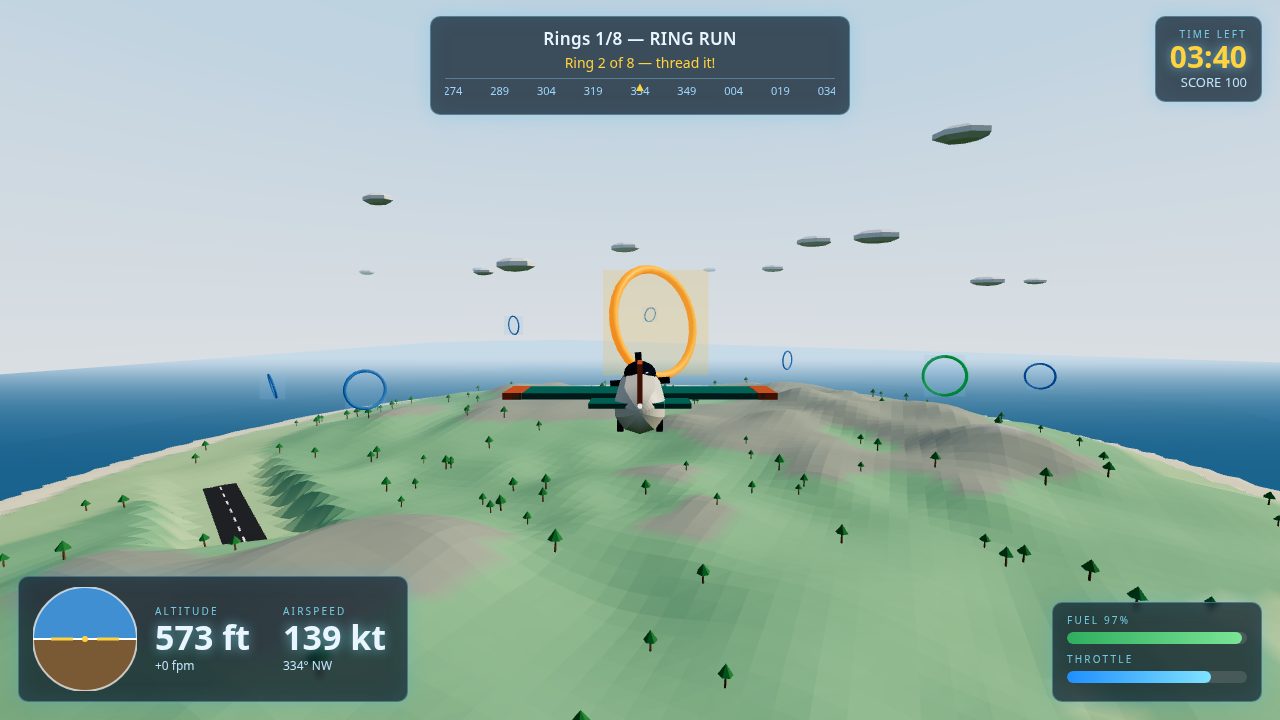 Rings 1/8 — RING RUN
Ring 2 of 8 — thread it!
274 289 304 319 334 349 004 019 034
TIME LEFT
03:40
SCORE 100
ALTITUDE AIRSPEED
573 ft 139 kt
+0 fpm 334° NW
FUEL 97%
THROTTLE